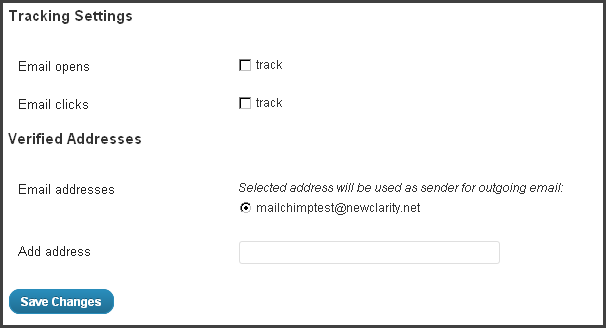 Tracking Settings
Email opens track
Email clicks track
Verified Addresses
Email addresses Selected address will be used as sender for outgoing email:
mailchimptest@newclarity.net
Add address
Save Changes